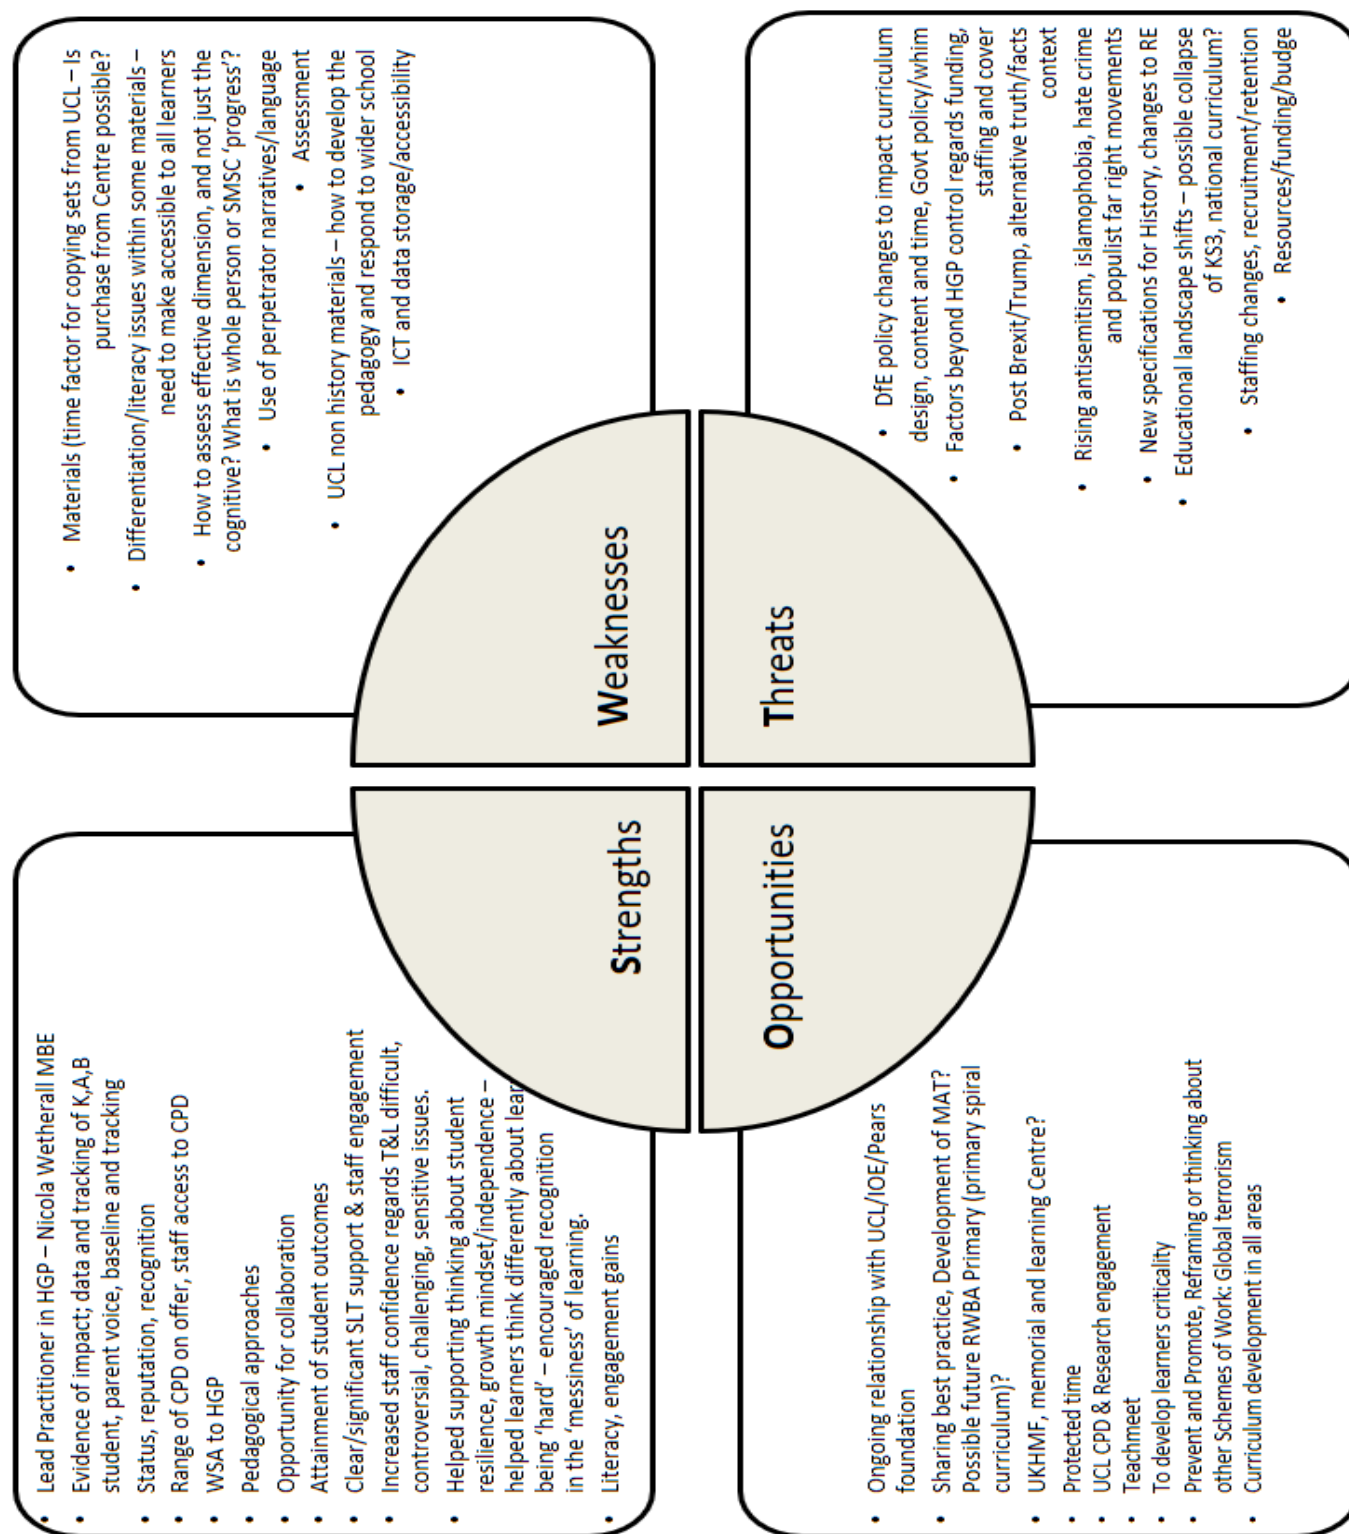 • Lead Practitioner in HGP – Nicola Wetherall MBE
• Evidence of impact; data and tracking of K,A,B
student, parent voice, baseline and tracking
• Status, reputation, recognition
• Range of CPD on offer, staff access to CPD
• WSA to HGP
• Pedagogical approaches
• Opportunity for collaboration
• Attainment of student outcomes
• Clear/significant SLT support & staff engagement
• Increased staff confidence regards T&L difficult,
controversial, challenging, sensitive issues.
• Helped supporting thinking about student
resilience, growth mindset/independence –
helped learners think differently about lear
being ‘hard’ – encouraged recognition
in the ‘messiness’ of learning.
• Literacy, engagement gains
Strengths
• Materials (time factor for copying sets from UCL – Is
purchase from Centre possible?
• Differentiation/literacy issues within some materials –
need to make accessible to all learners
• How to assess effective dimension, and not just the
cognitive? What is whole person or SMSC ‘progress’?
• Use of perpetrator narratives/language
• Assessment
• UCL non history materials – how to develop the
pedagogy and respond to wider school
• ICT and data storage/accessibility
Weaknesses
Opportunities
• Ongoing relationship with UCL/IOE/Pears
foundation
• Sharing best practice, Development of MAT?
Possible future RWBA Primary (primary spiral
curriculum)?
• UKHMF, memorial and learning Centre?
• Protected time
• UCL CPD & Research engagement
• Teachmeet
• To develop learners criticality
• Prevent and Promote, Reframing or thinking about
other Schemes of Work: Global terrorism
• Curriculum development in all areas
Threats
• DfE policy changes to impact curriculum
design, content and time, Govt policy/whim
• Factors beyond HGP control regards funding,
staffing and cover
• Post Brexit/Trump, alternative truth/facts
context
• Rising antisemitism, islamophobia, hate crime
and populist far right movements
• New specifications for History, changes to RE
• Educational landscape shifts – possible collapse
of KS3, national curriculum?
• Staffing changes, recruitment/retention
• Resources/funding/budget